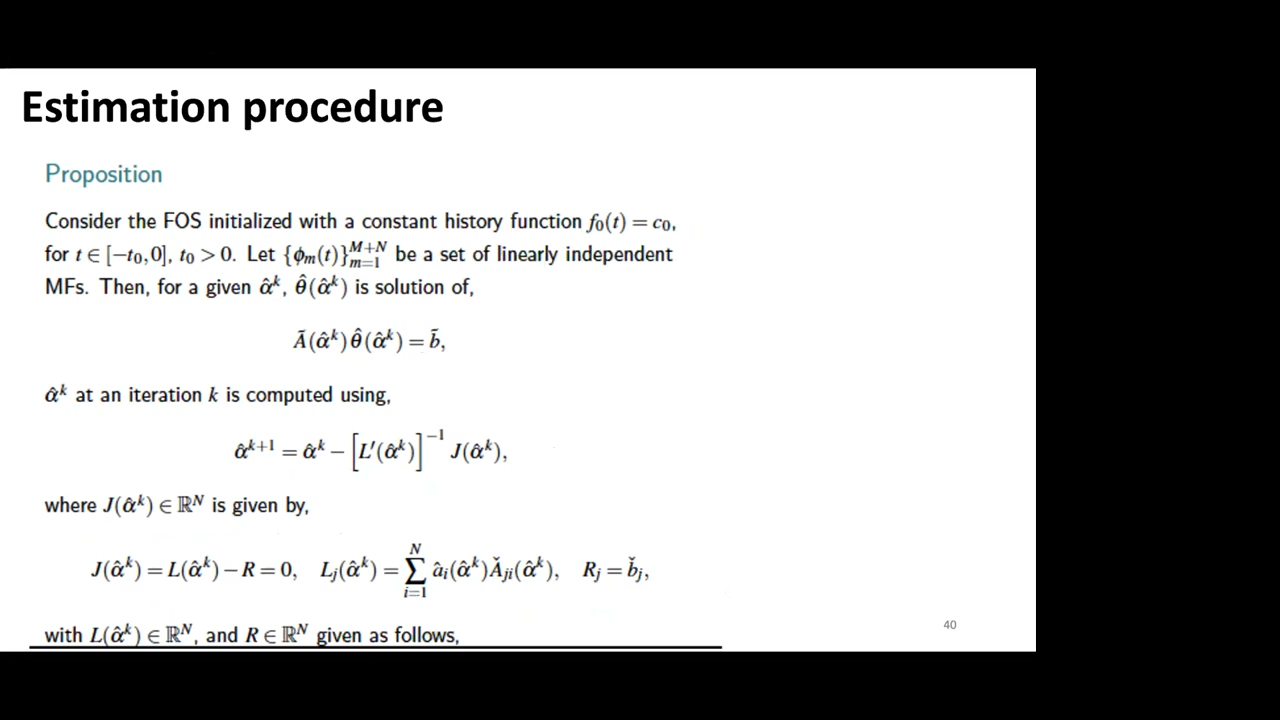 Estimation procedure
Proposition
Consider the FOS initialized with a constant history function f₀(t) = c₀,
for t ∈ [−t₀,0], t₀ > 0. Let {ϕₘ(t)}ₘ₌₁ᴹ⁺ᴺ be a set of linearly independent
MFs. Then, for a given α̂ᵏ, θ̂(α̂ᵏ) is solution of,
Ã(α̂ᵏ)θ̂(α̂ᵏ) = b̃,
α̂ᵏ at an iteration k is computed using,
α̂ᵏ⁺¹ = α̂ᵏ − [L′(α̂ᵏ)]⁻¹ J(α̂ᵏ),
where J(α̂ᵏ) ∈ ℝᴺ is given by,
J(α̂ᵏ) = L(α̂ᵏ) − R = 0, Lⱼ(α̂ᵏ) = ∑ᵢ₌₁ᴺ âᵢ(α̂ᵏ)Ǎⱼᵢ(α̂ᵏ), Rⱼ = b̌ⱼ,
with L(α̂ᵏ) ∈ ℝᴺ, and R ∈ ℝᴺ given as follows,
40